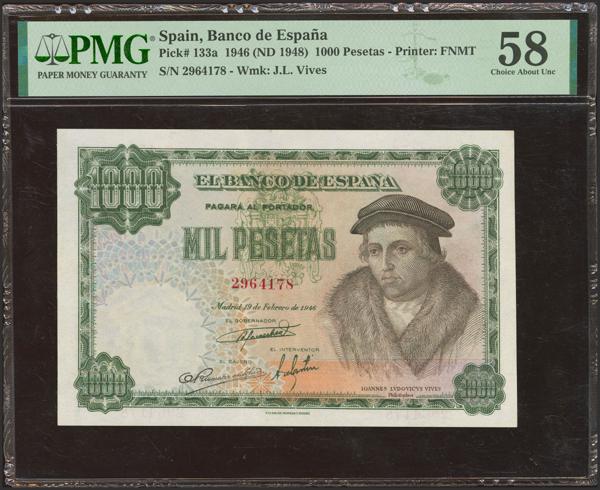 PMG
PAPER MONEY GUARANTY
Spain, Banco de España
Pick# 133a 1946 (ND 1948) 1000 Pesetas - Printer: FNMT
S/N 2964178 - Wmk: J.L. Vives
58
Choice About Unc
1000
1000
EL BANCO DE ESPAÑA
PAGARÁ AL PORTADOR
MIL PESETAS
2964178
Madrid 19 de Febrero de 1946
EL GOBERNADOR
EL INTERVENTOR
EL CAJERO
IOANNES LVDOVICVS VIVES
1000
1000